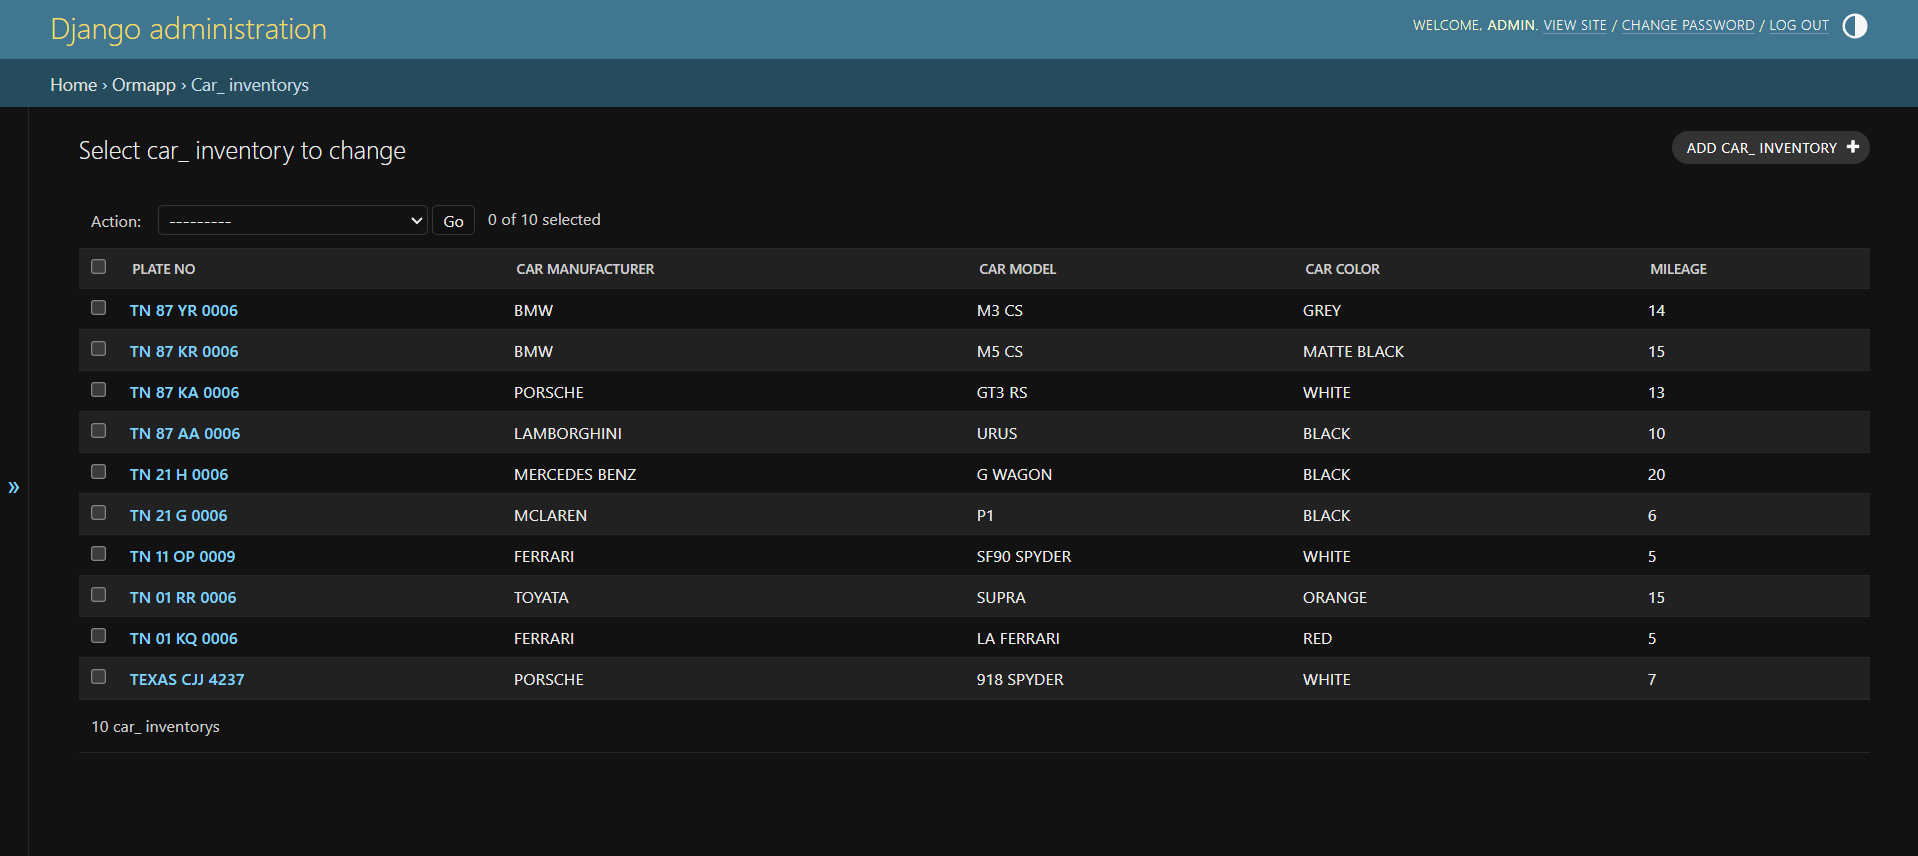 Django administration
WELCOME, ADMIN. VIEW SITE / CHANGE PASSWORD / LOG OUT
Home › Ormapp › Car_ inventorys
Select car_ inventory to change
ADD CAR_ INVENTORY +
Action: --------- Go 0 of 10 selected
PLATE NO CAR MANUFACTURER CAR MODEL CAR COLOR MILEAGE
TN 87 YR 0006 BMW M3 CS GREY 14
TN 87 KR 0006 BMW M5 CS MATTE BLACK 15
TN 87 KA 0006 PORSCHE GT3 RS WHITE 13
TN 87 AA 0006 LAMBORGHINI URUS BLACK 10
»
TN 21 H 0006 MERCEDES BENZ G WAGON BLACK 20
TN 21 G 0006 MCLAREN P1 BLACK 6
TN 11 OP 0009 FERRARI SF90 SPYDER WHITE 5
TN 01 RR 0006 TOYATA SUPRA ORANGE 15
TN 01 KQ 0006 FERRARI LA FERRARI RED 5
TEXAS CJJ 4237 PORSCHE 918 SPYDER WHITE 7
10 car_ inventorys